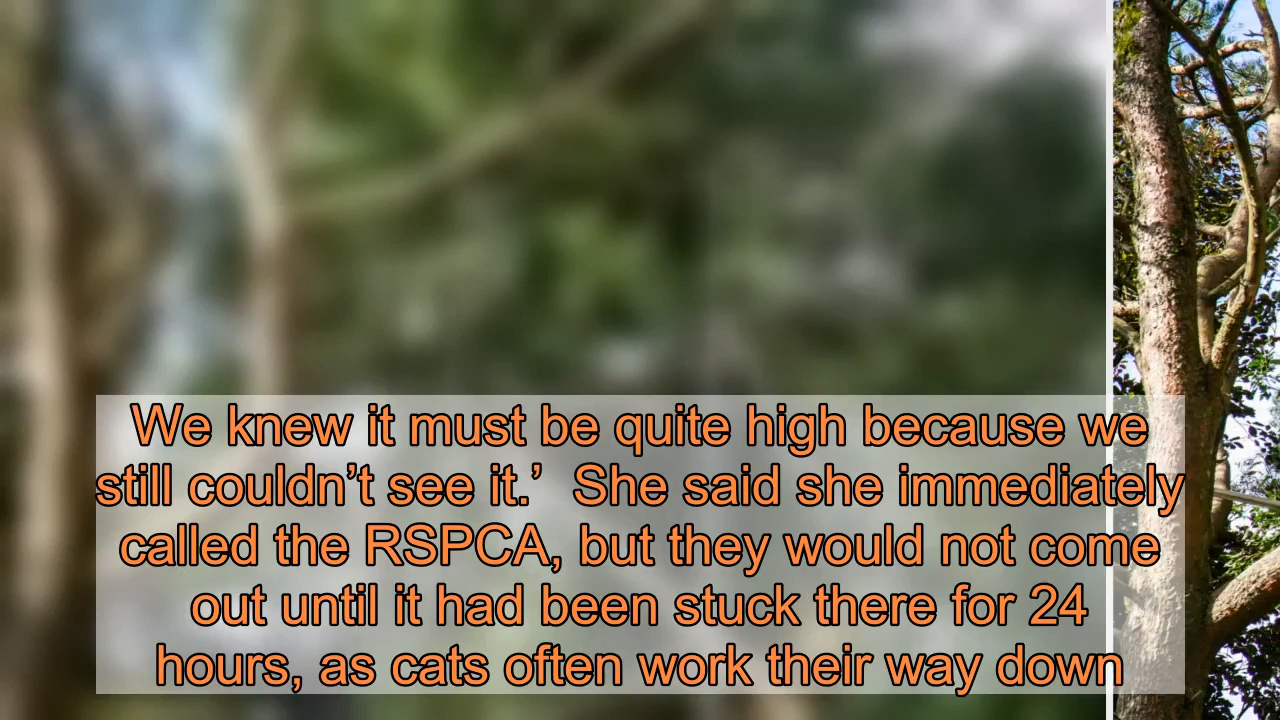 We knew it must be quite high because we
still couldn’t see it.’  She said she immediately
called the RSPCA, but they would not come
out until it had been stuck there for 24
hours, as cats often work their way down